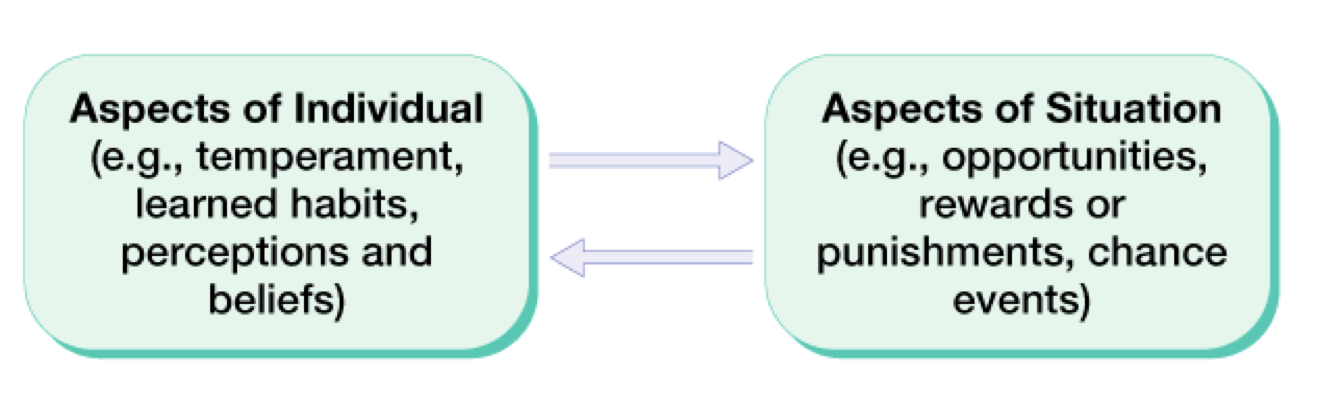 Aspects of Individual
(e.g., temperament,
learned habits,
perceptions and
beliefs)
Aspects of Situation
(e.g., opportunities,
rewards or
punishments, chance
events)